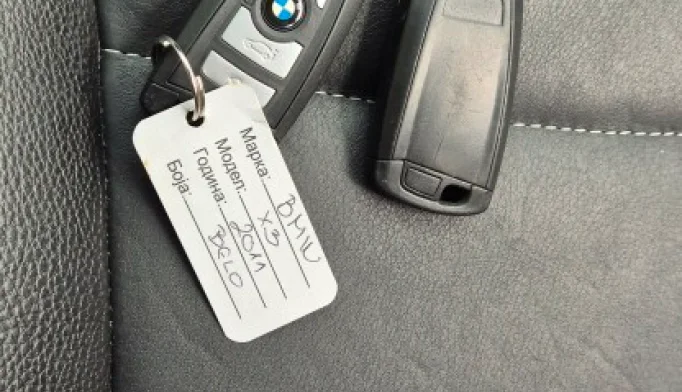 Марка: BMW
Модел: X3
Година: 2011
Боја: BELO